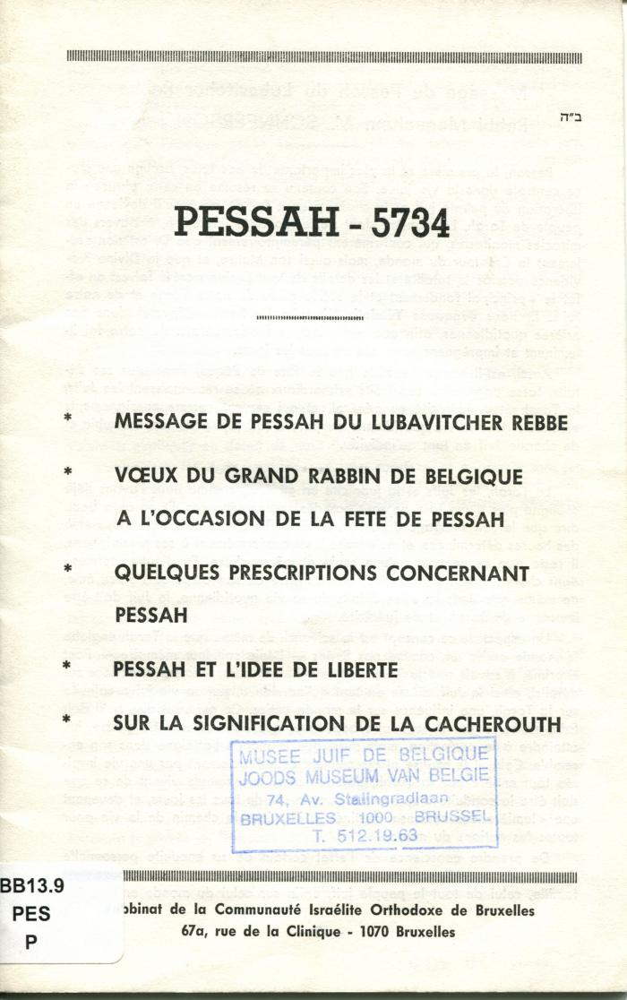 ב״ה
PESSAH - 5734
* MESSAGE DE PESSAH DU LUBAVITCHER REBBE
* VŒUX DU GRAND RABBIN DE BELGIQUE
A L'OCCASION DE LA FETE DE PESSAH
* QUELQUES PRESCRIPTIONS CONCERNANT
PESSAH
* PESSAH ET L'IDEE DE LIBERTE
* SUR LA SIGNIFICATION DE LA CACHEROUTH
MUSEE JUIF DE BELGIQUE
JOODS MUSEUM VAN BELGIE
74, Av. Stalingradlaan
BRUXELLES 1000 BRUSSEL
T. 512.19.63
BB13.9
PES
P
bbinat de la Communauté Israélite Orthodoxe de Bruxelles
67a, rue de la Clinique - 1070 Bruxelles